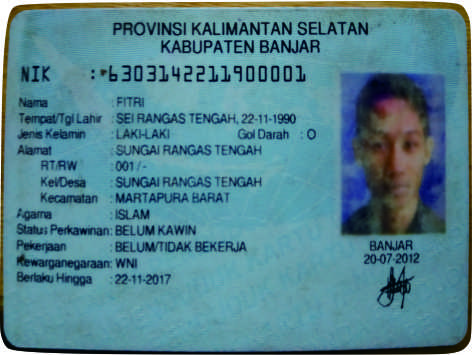 PROVINSI KALIMANTAN SELATAN
KABUPATEN BANJAR
NIK : 6303142211900001
Nama : FITRI
Tempat/Tgl Lahir : SEI RANGAS TENGAH, 22-11-1990
Jenis Kelamin : LAKI-LAKI Gol Darah : O
Alamat : SUNGAI RANGAS TENGAH
RT/RW : 001 / -
Kel/Desa : SUNGAI RANGAS TENGAH
Kecamatan : MARTAPURA BARAT
Agama : ISLAM
Status Perkawinan: BELUM KAWIN
Pekerjaan : BELUM/TIDAK BEKERJA
Kewarganegaraan: WNI
Berlaku Hingga : 22-11-2017
BANJAR
20-07-2012